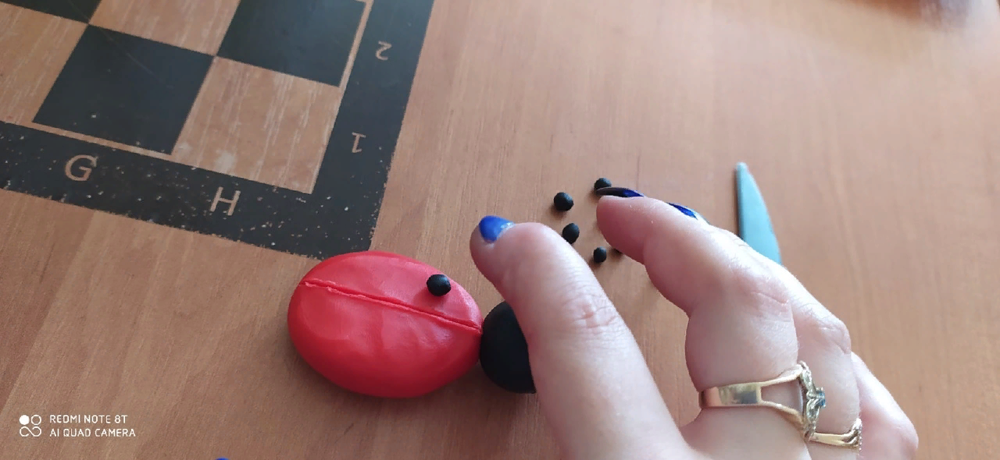 2
1
G
H
REDMI NOTE 8T
AI QUAD CAMERA